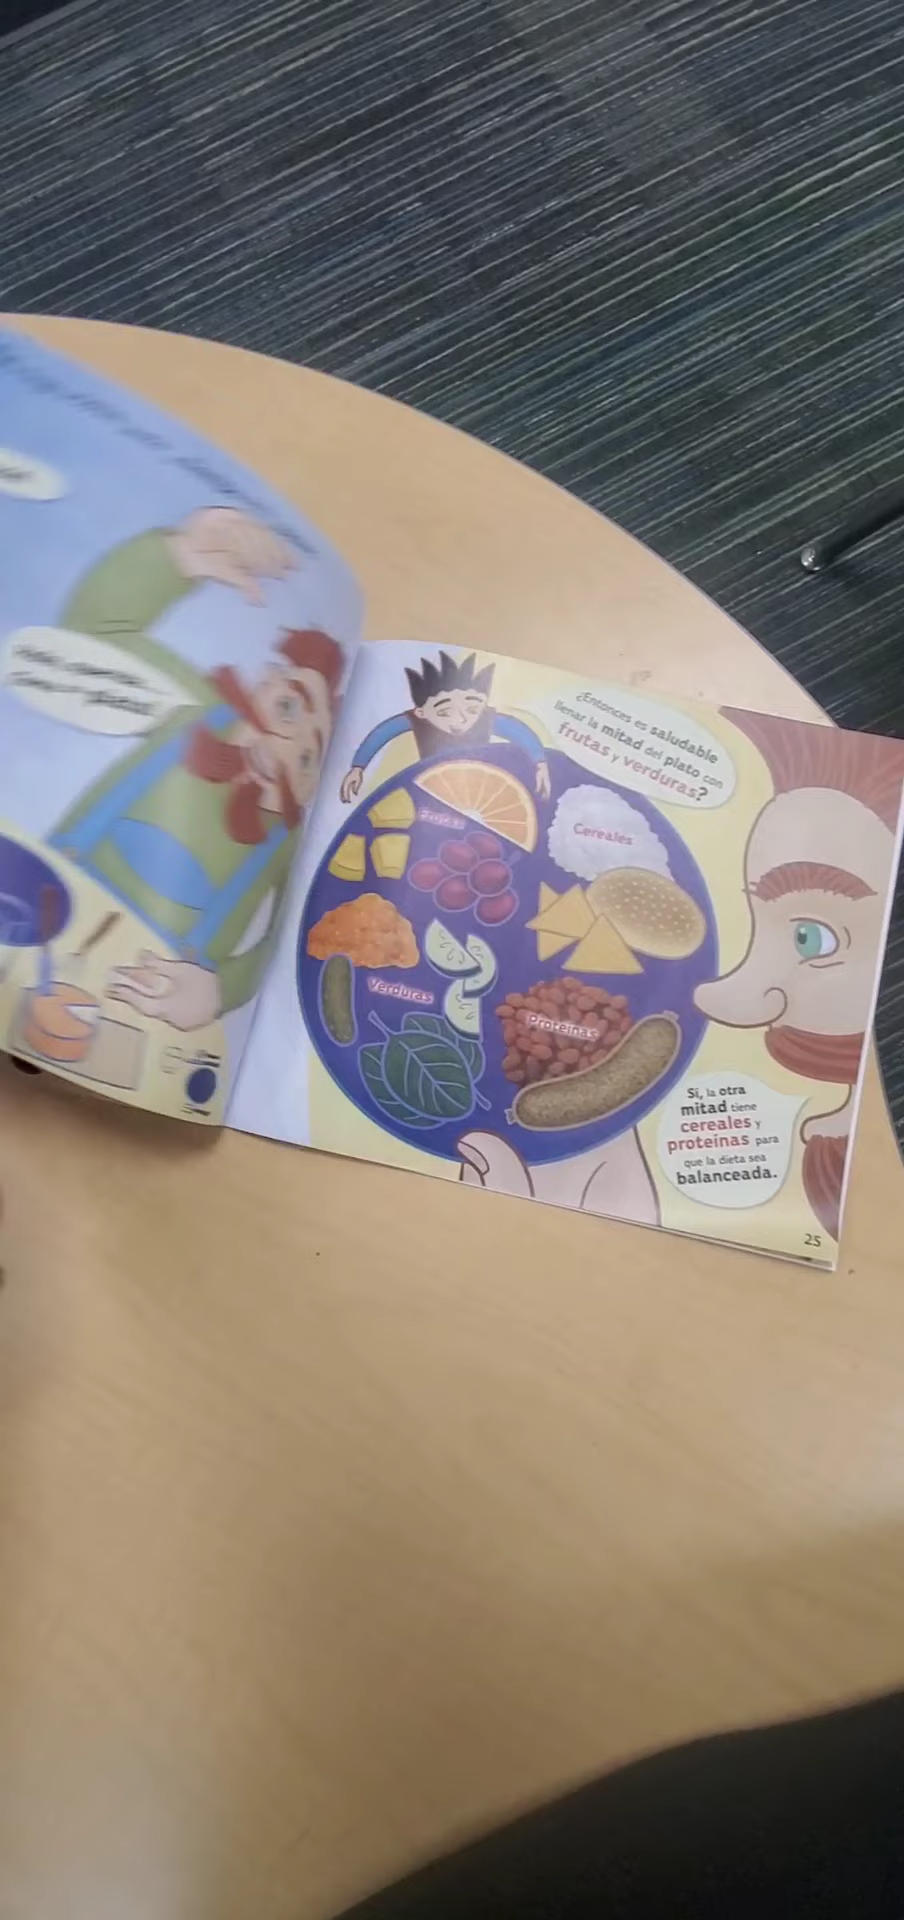 ¿Entonces es saludable
llenar la mitad del plato con
frutas y verduras?
Frutas
Cereales
Verduras
Proteínas
Sí, la otra
mitad tiene
cereales y
proteínas para
que la dieta sea
balanceada.
25